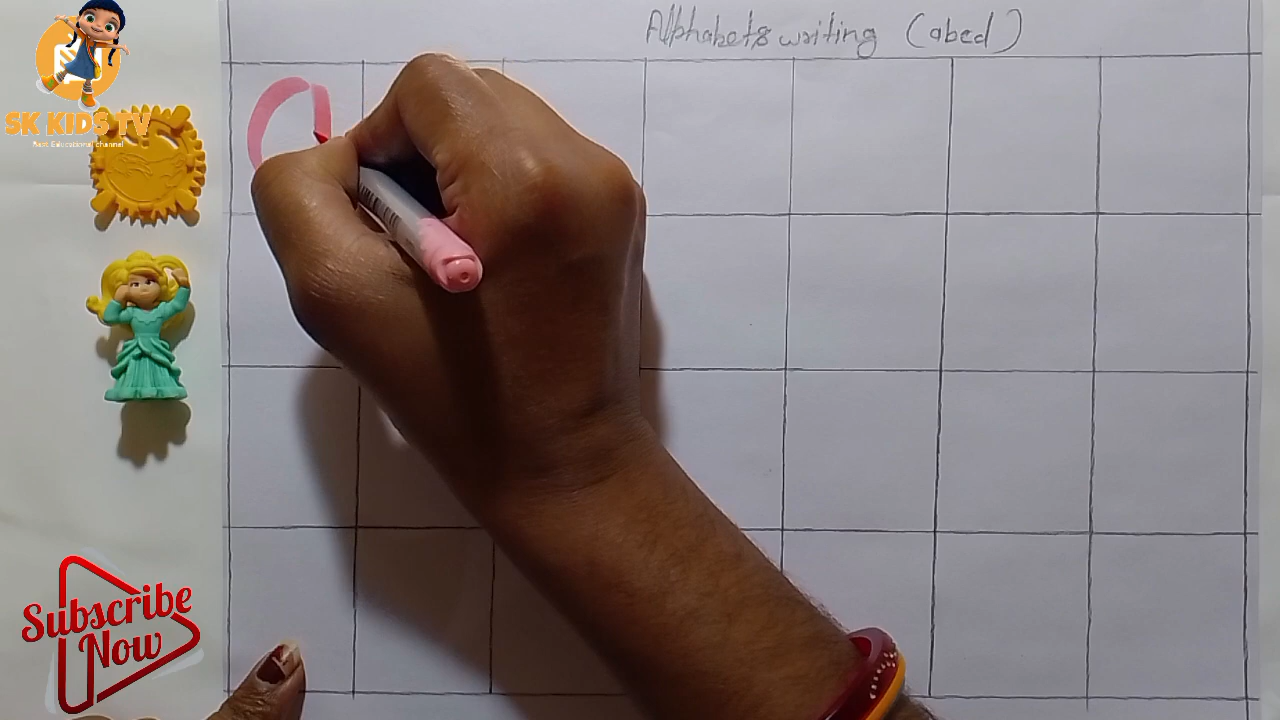 Alphabets writing (abcd)
SK KIDS TV
Best Educational channel
Subscribe
Now